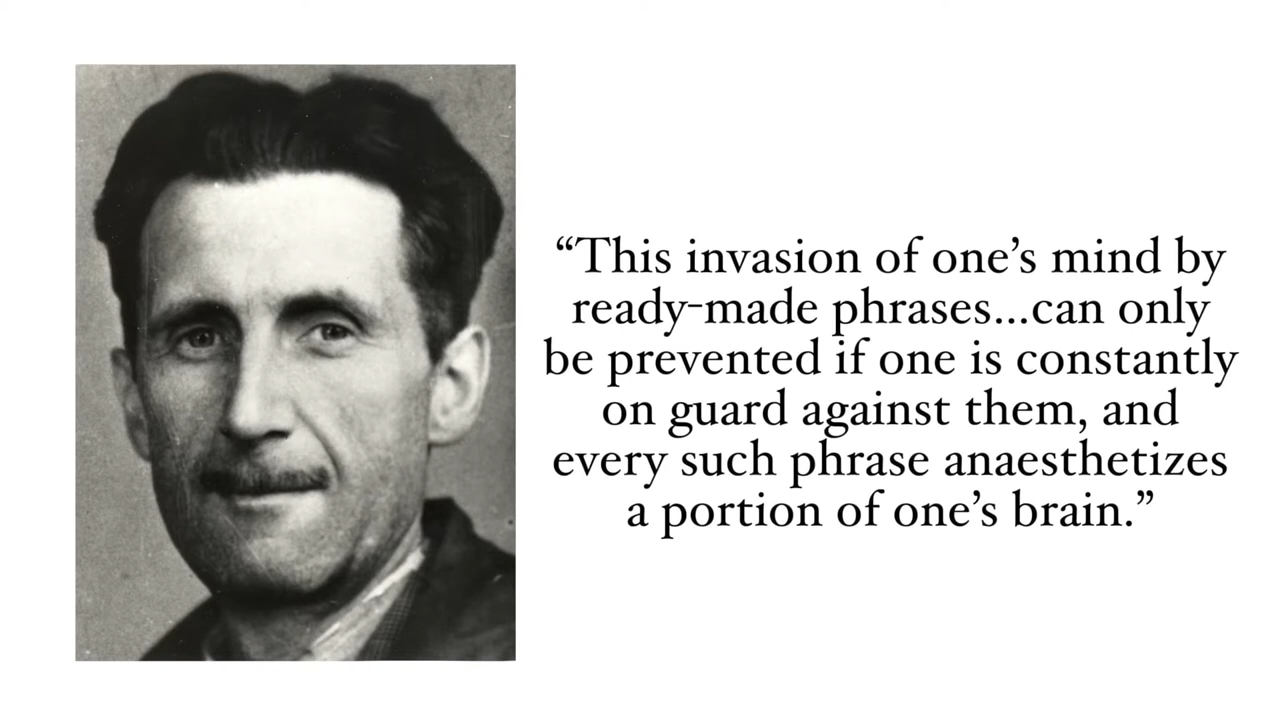 “This invasion of one’s mind by
ready-made phrases...can only
be prevented if one is constantly
on guard against them, and
every such phrase anaesthetizes
a portion of one’s brain.”